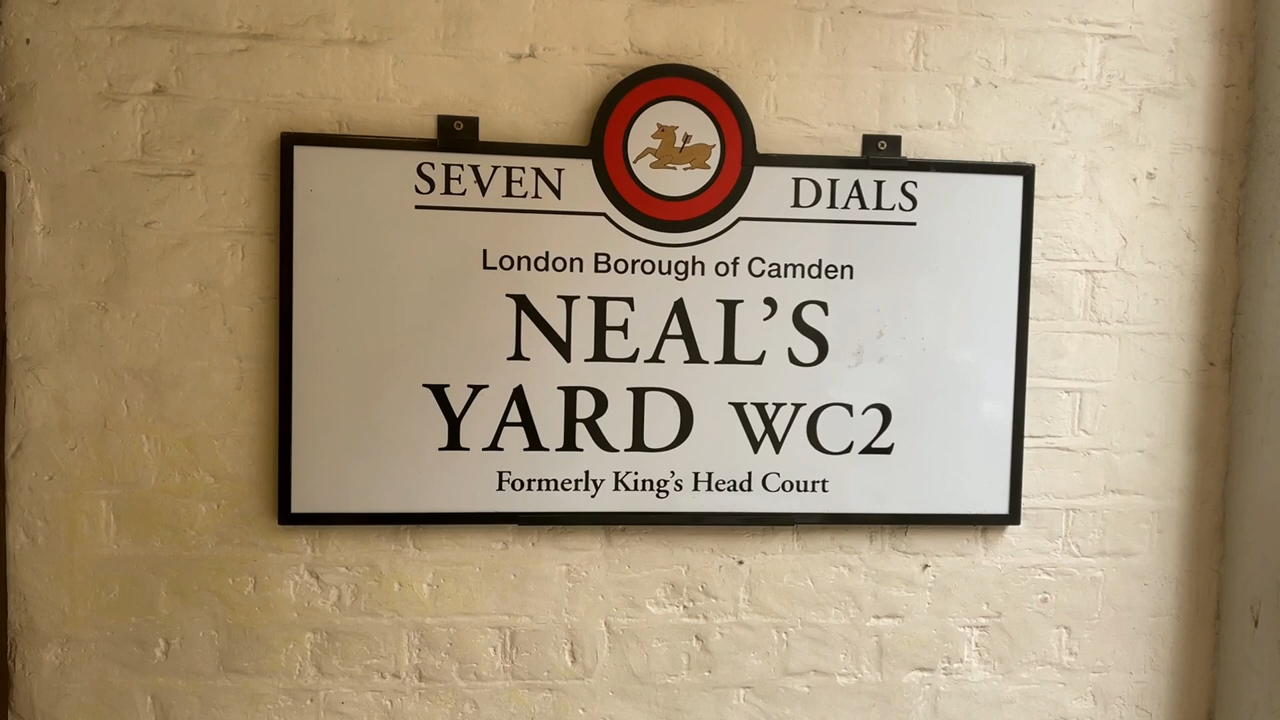 SEVEN DIALS
London Borough of Camden
NEAL'S
YARD WC2
Formerly King's Head Court